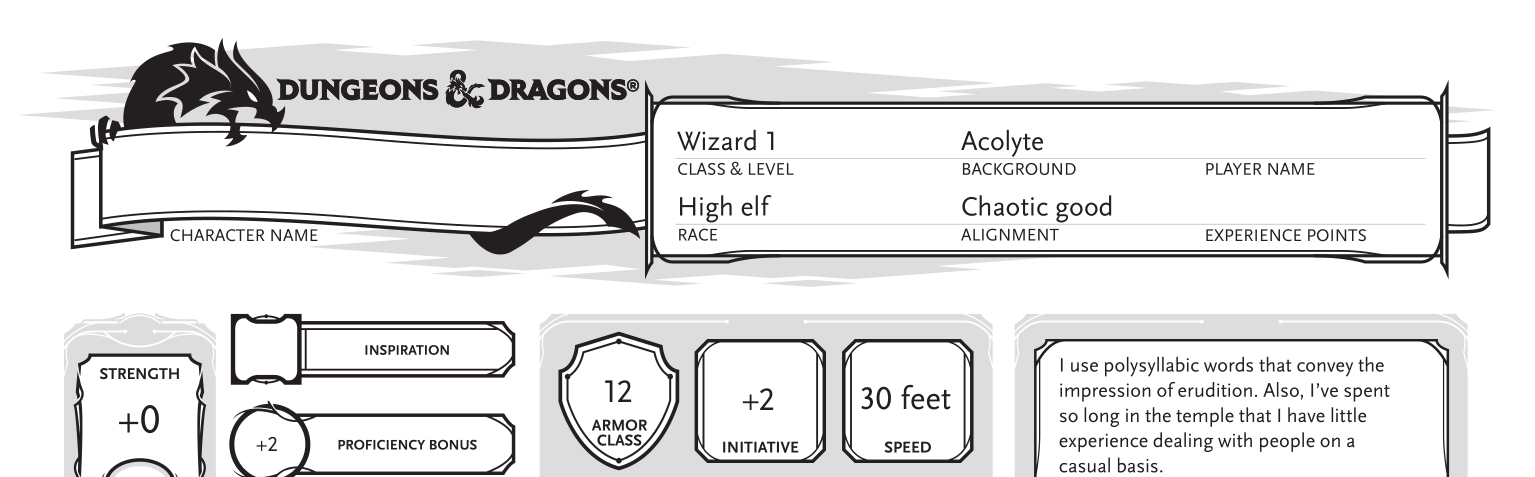 DUNGEONS & DRAGONS®
Wizard 1 Acolyte
CLASS & LEVEL BACKGROUND PLAYER NAME
High elf Chaotic good
RACE ALIGNMENT EXPERIENCE POINTS
CHARACTER NAME
STRENGTH
+0
INSPIRATION
+2 PROFICIENCY BONUS
12
ARMOR
CLASS
+2
INITIATIVE
30 feet
SPEED
I use polysyllabic words that convey the
impression of erudition. Also, I’ve spent
so long in the temple that I have little
experience dealing with people on a
casual basis.